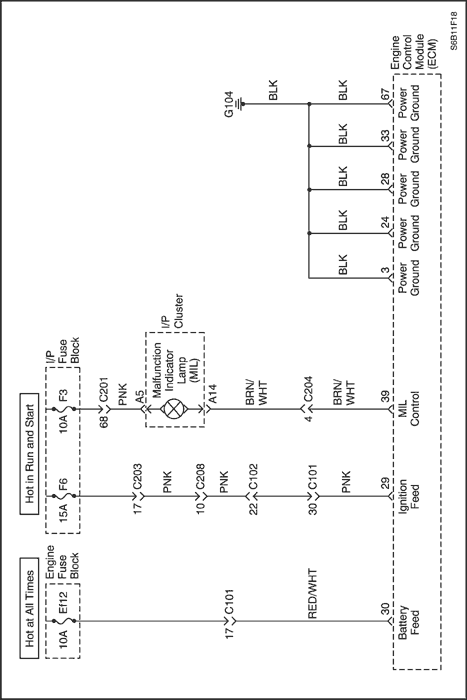 Hot at All Times
Hot in Run and Start
Engine
Fuse
Block
10A
Ef12
I/P
Fuse
Block
15A
F6
10A
F3
68
C201
PNK
A5
I/P
Cluster
Malfunction
Indicator
Lamp
(MIL)
A14
BRN/
WHT
4
C204
BRN/
WHT
39
MIL
Control
17
C203
PNK
10
C208
PNK
22
C102
30
C101
PNK
29
Ignition
Feed
17
C101
RED/WHT
30
Battery
Feed
G104
BLK
BLK
67
Power
Ground
BLK
33
Power
Ground
BLK
28
Power
Ground
BLK
24
Power
Ground
BLK
3
Power
Ground
Engine
Control
Module
(ECM)
S6B11F18